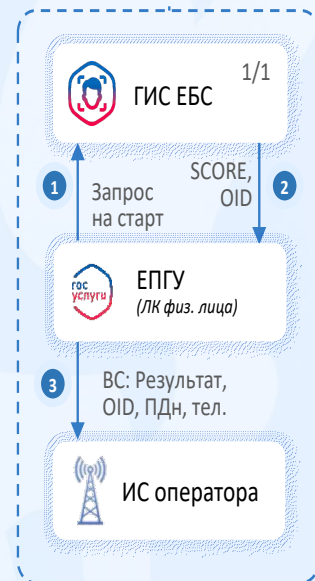 1/1
ГИС ЕБС
1
Запрос
на старт
SCORE,
OID
2
гос
услуги
ЕПГУ
(ЛК физ. лица)
3
ВС: Результат,
OID, ПДн, тел.
ИС оператора